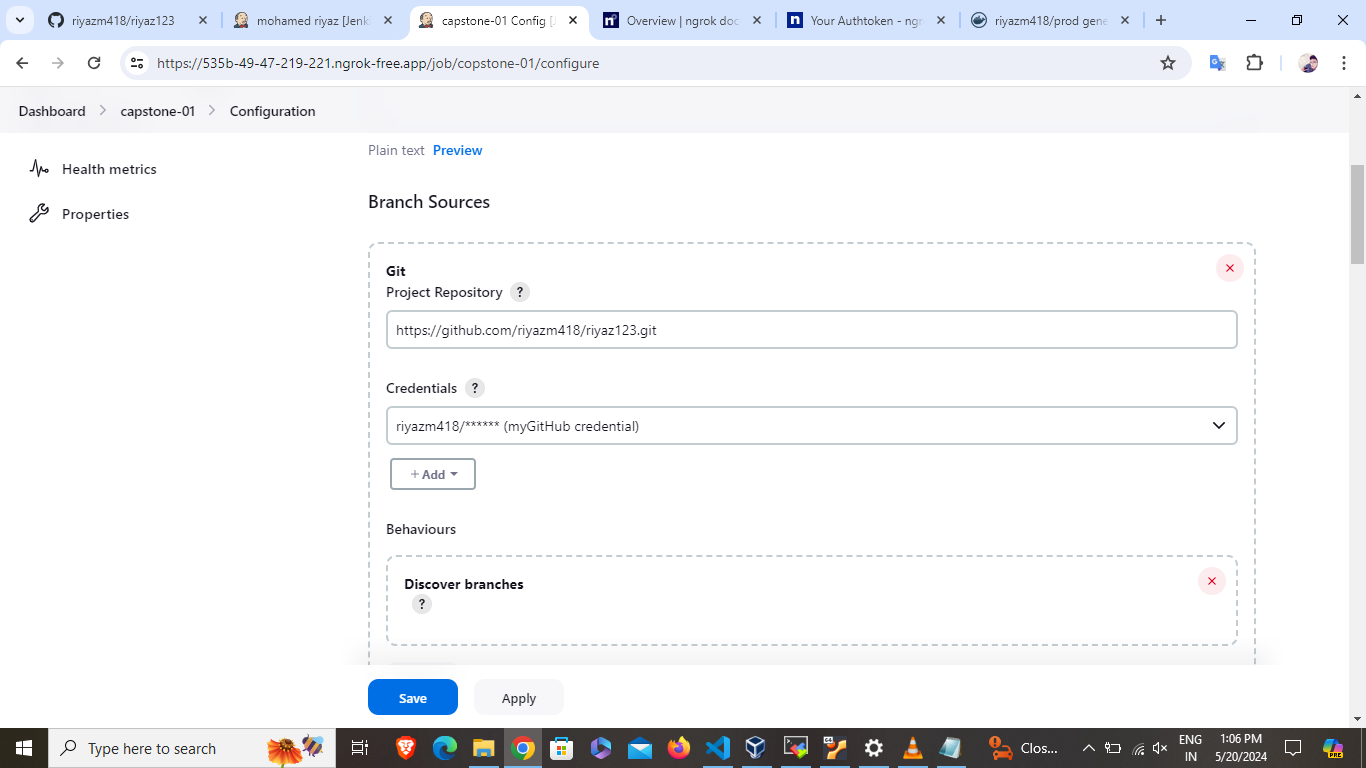 riyazm418/riyaz123
mohamed riyaz [Jenk
capstone-01 Config [J
Overview | ngrok doc
Your Authtoken - ngr
riyazm418/prod gene
https://535b-49-47-219-221.ngrok-free.app/job/copstone-01/configure
Dashboard > capstone-01 > Configuration
Health metrics
Properties
Plain text Preview
Branch Sources
Git
Project Repository ?
https://github.com/riyazm418/riyaz123.git
Credentials ?
riyazm418/****** (myGitHub credential)
+ Add
Behaviours
Discover branches
?
Save
Apply
Type here to search
Clos...
ENG
IN
1:06 PM
5/20/2024
PRE